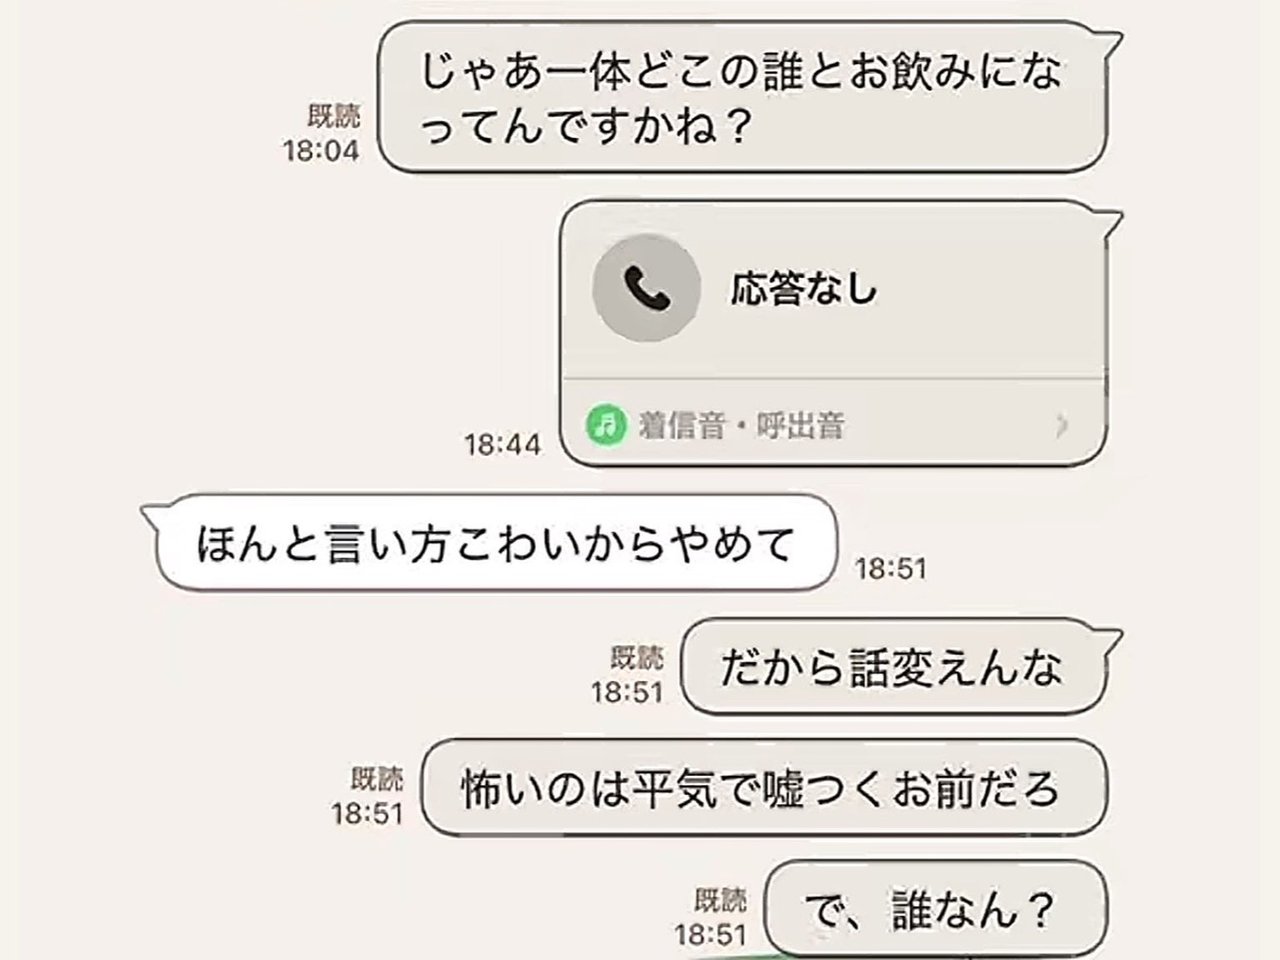 じゃあ一体どこの誰とお飲みにな
ってんですかね？
既読
18:04
応答なし
着信音・呼出音
18:44
ほんと言い方こわいからやめて
18:51
だから話変えんな
既読
18:51
怖いのは平気で嘘つくお前だろ
既読
18:51
で、誰なん？
既読
18:51